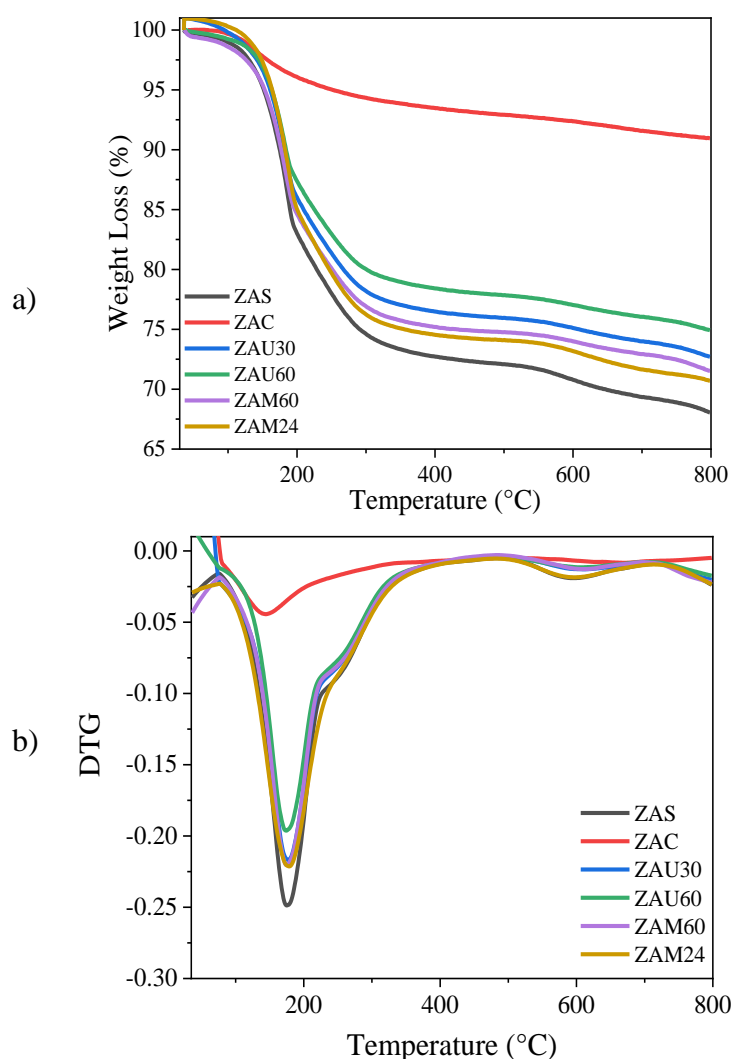 a)
Weight Loss (%)
100
95
90
85
80
75
70
65
ZAS
ZAC
ZAU30
ZAU60
ZAM60
ZAM24
200
400
600
800
Temperature (°C)
b)
DTG
0.00
-0.05
-0.10
-0.15
-0.20
-0.25
-0.30
ZAS
ZAC
ZAU30
ZAU60
ZAM60
ZAM24
200
400
600
800
Temperature (°C)